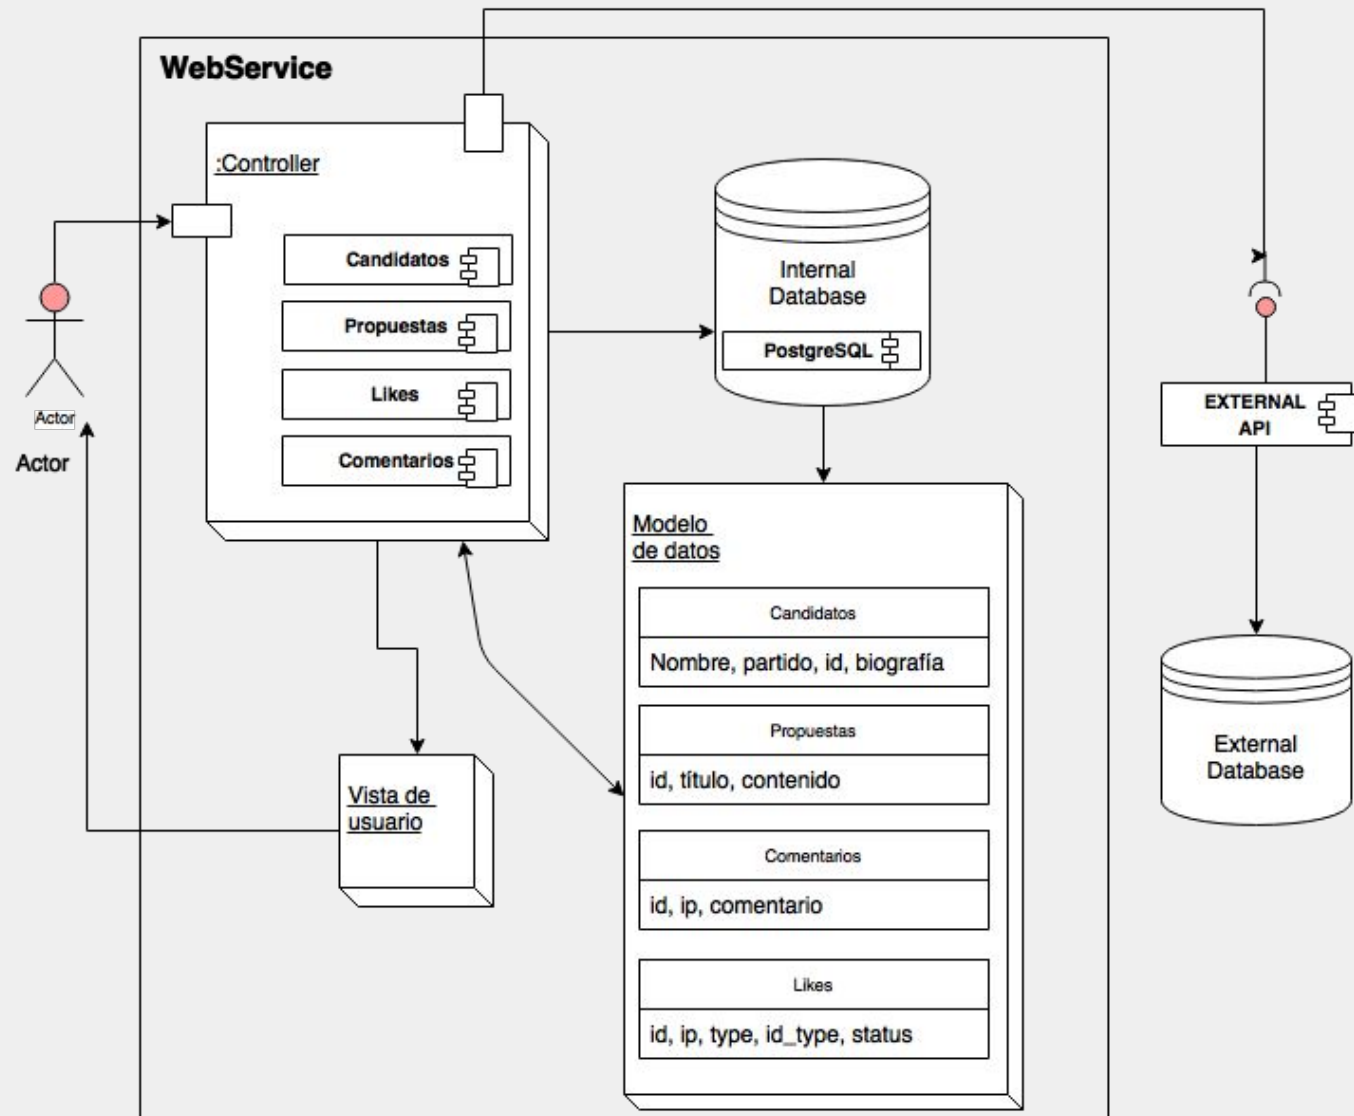 WebService
:Controller
Candidatos
Propuestas
Likes
Comentarios
Actor
Actor
Internal
Database
PostgreSQL
EXTERNAL
API
External
Database
Modelo
de datos
Candidatos
Nombre, partido, id, biografía
Propuestas
id, título, contenido
Comentarios
id, ip, comentario
Likes
id, ip, type, id_type, status
Vista de
usuario